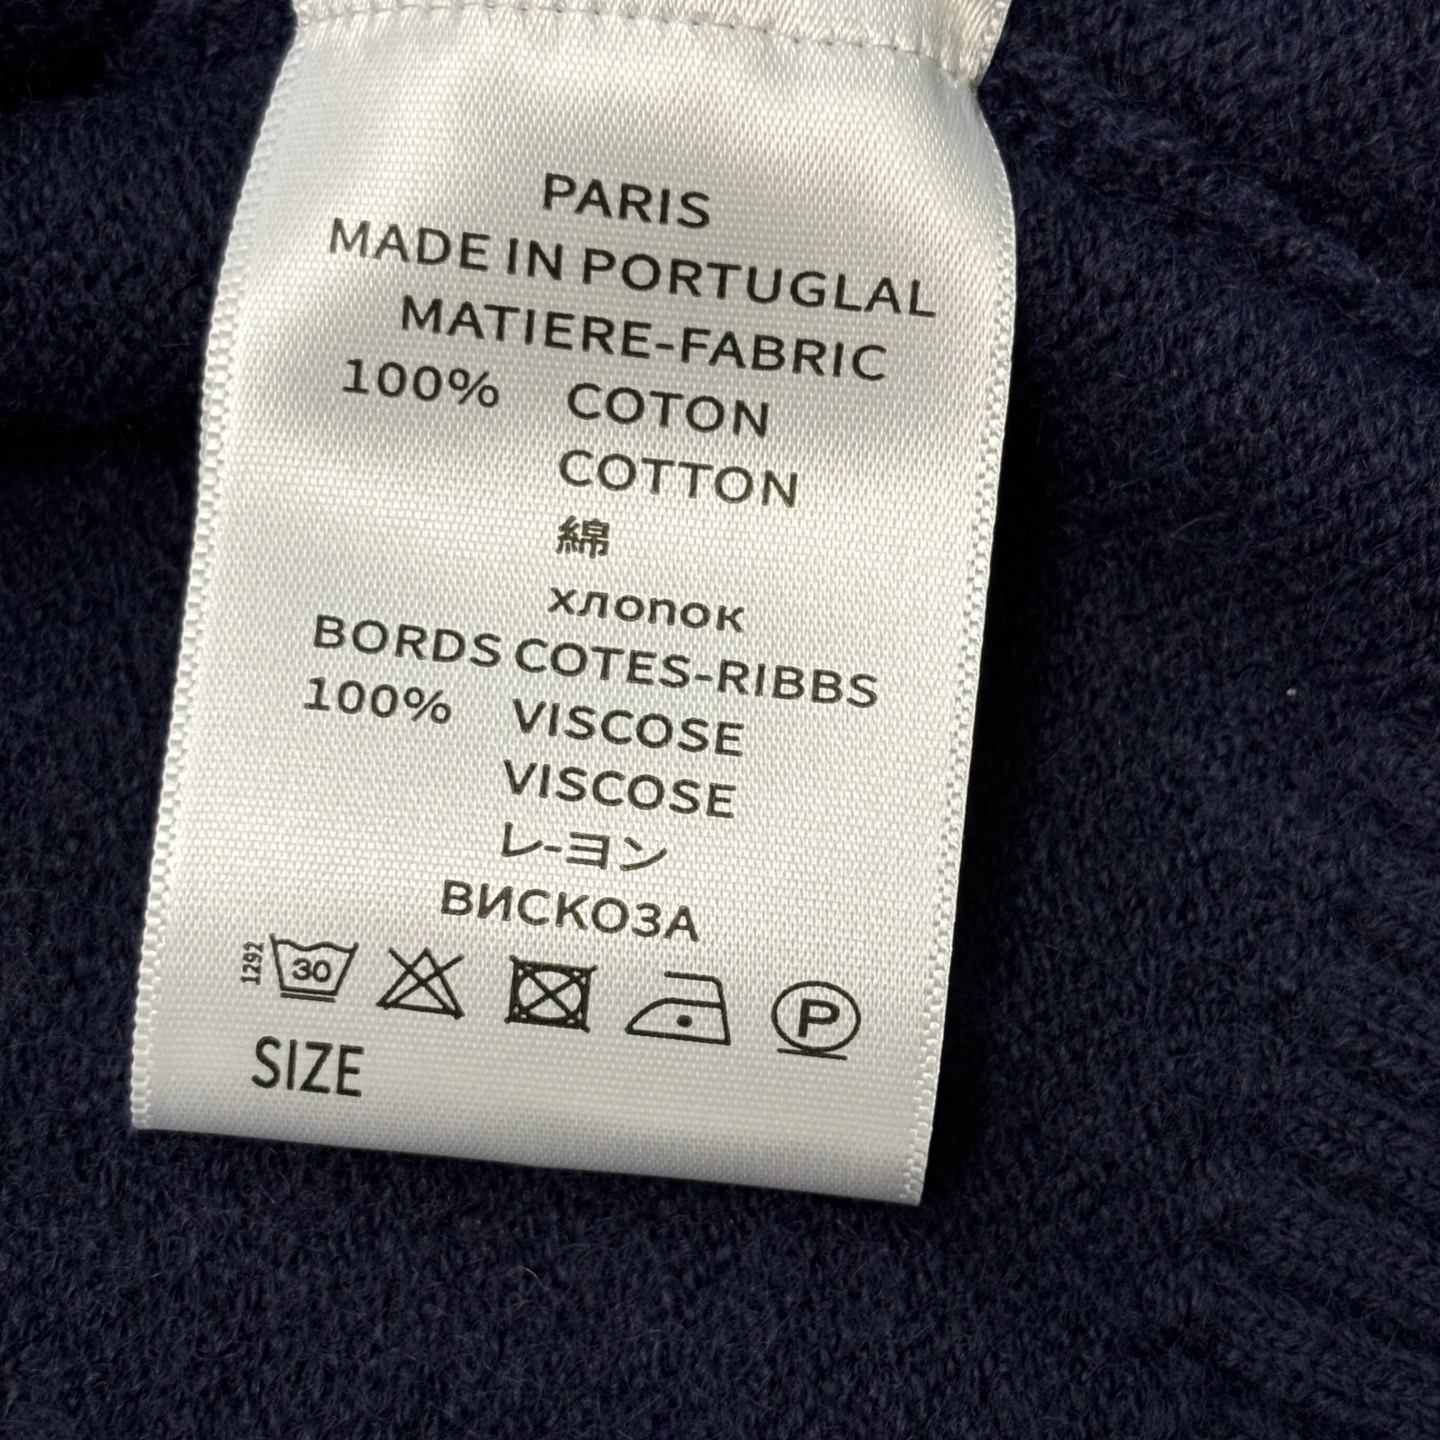 PARIS
MADE IN PORTUGLAL
MATIERE-FABRIC
100% COTON
COTTON
綿
хлопок
BORDS COTES-RIBBS
100% VISCOSE
VISCOSE
レ-ヨン
ВИСКОЗА
1292 30 P
SIZE